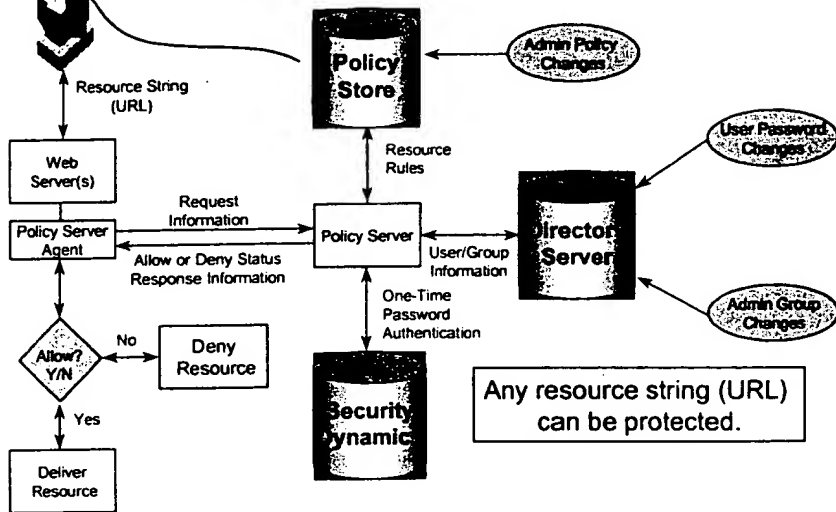 Resource String
(URL)
Web
Server(s)
Policy Server
Agent
Request
Information
Allow or Deny Status
Response Information
Allow?
Y/N
No
Deny
Resource
Yes
Deliver
Resource
Policy
Store
Admin Policy
Changes
Resource
Rules
Policy Server
User/Group
Information
One-Time
Password
Authentication
Director
Server
User Password
Changes
Admin Group
Changes
Security
Dynamic
Any resource string (URL)
can be protected.